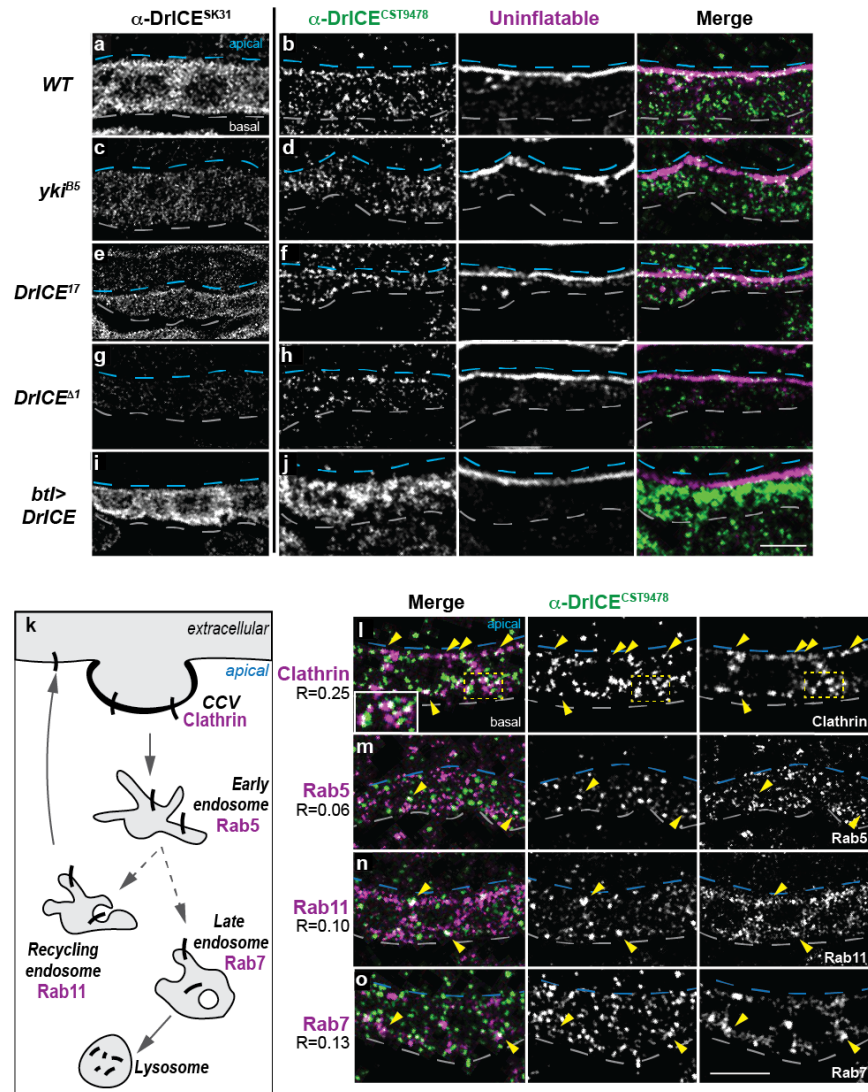 α-DrICE^SK31 α-DrICE^CST9478 Uninflatable Merge
WT
a apical
basal
b
yki^B5
c
d
DrICE^17
e
f
DrICE^Δ1
g
h
btl>
DrICE
i
j
k
extracellular
apical
CCV
Clathrin
Early
endosome
Rab5
Recycling
endosome
Rab11
Late
endosome
Rab7
Lysosome
Merge α-DrICE^CST9478
Clathrin
R=0.25
l apical
basal
Clathrin
Rab5
R=0.06
m
Rab5
Rab11
R=0.10
n
Rab11
Rab7
R=0.13
o
Rab7